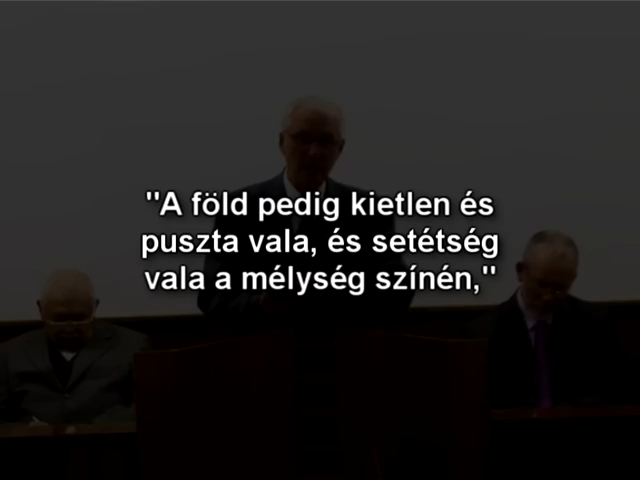 "A föld pedig kietlen és
puszta vala, és setétség
vala a mélység színén,"